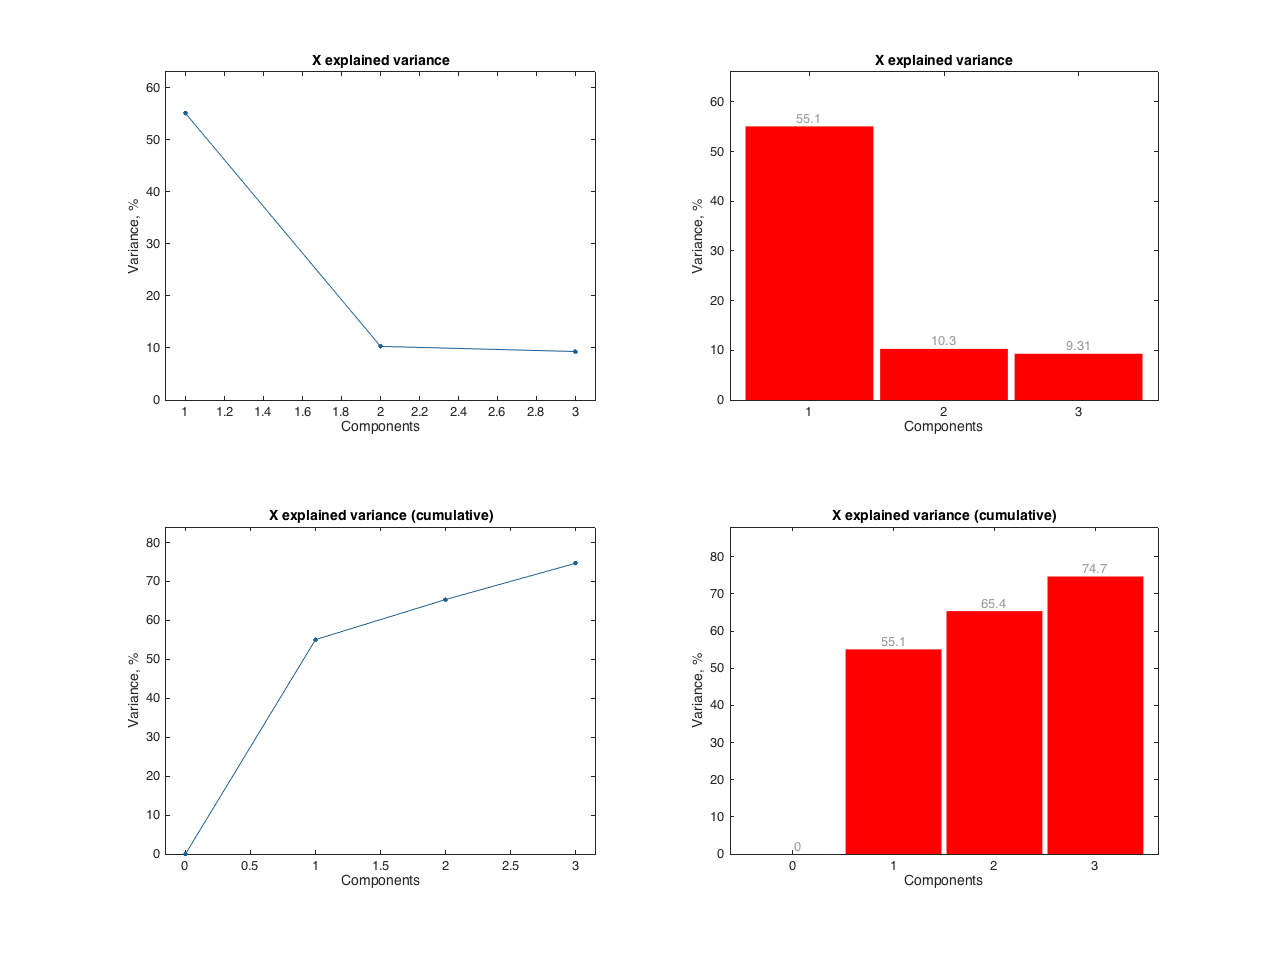 X explained variance
60
50
40
30
20
10
0
Variance, %
1 1.2 1.4 1.6 1.8 2 2.2 2.4 2.6 2.8 3
Components
X explained variance
60
50
40
30
20
10
0
Variance, %
55.1
10.3
9.31
1 2 3
Components
X explained variance (cumulative)
80
70
60
50
40
30
20
10
0
Variance, %
0 0.5 1 1.5 2 2.5 3
Components
X explained variance (cumulative)
80
70
60
50
40
30
20
10
0
Variance, %
0
55.1
65.4
74.7
0 1 2 3
Components